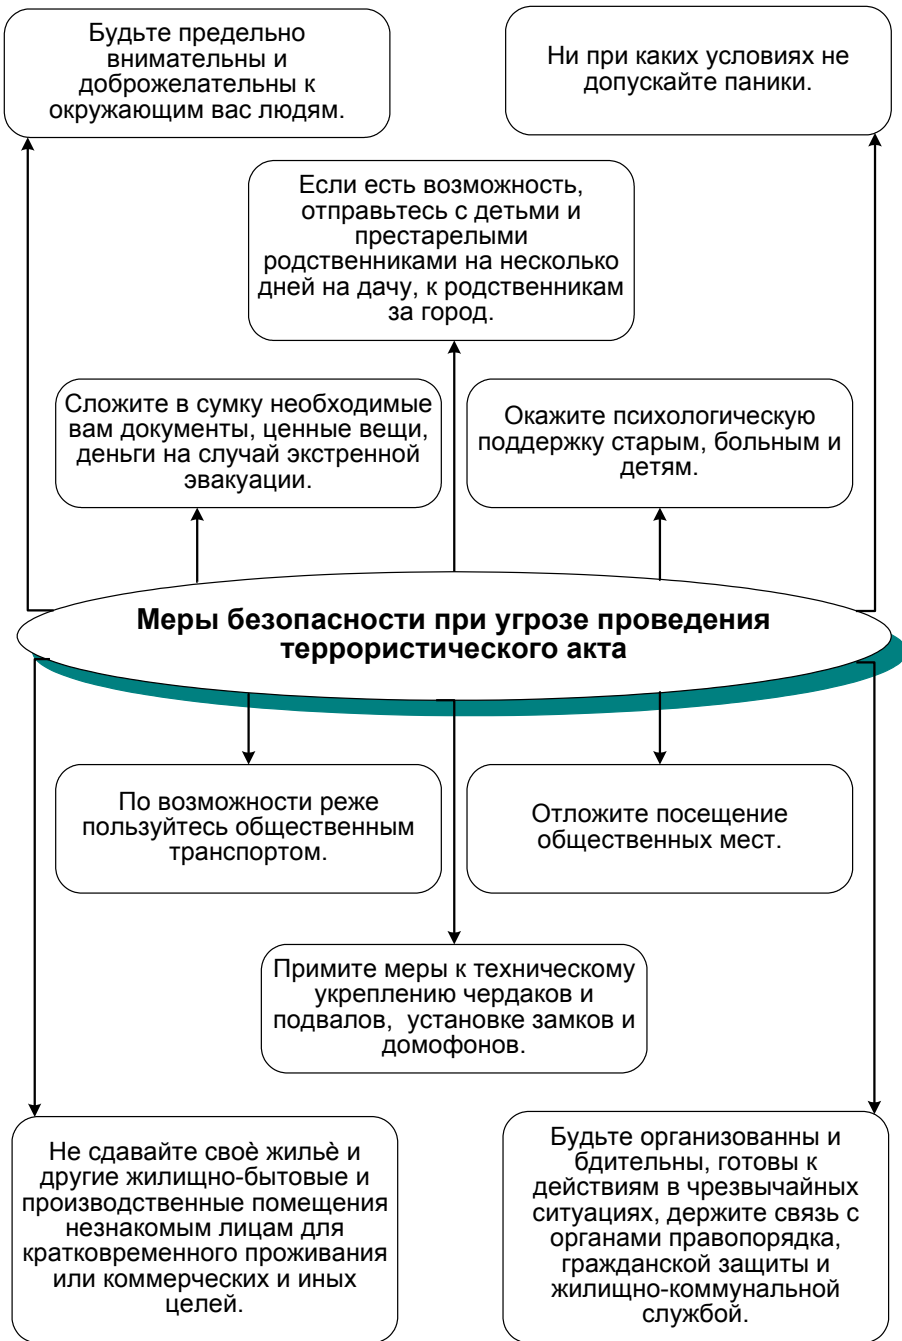 Будьте предельно
внимательны и
доброжелательны к
окружающим вас людям.
Ни при каких условиях не
допускайте паники.
Если есть возможность,
отправьтесь с детьми и
престарелыми
родственниками на несколько
дней на дачу, к родственникам
за город.
Сложите в сумку необходимые
вам документы, ценные вещи,
деньги на случай экстренной
эвакуации.
Окажите психологическую
поддержку старым, больным и
детям.
Меры безопасности при угрозе проведения
террористического акта
По возможности реже
пользуйтесь общественным
транспортом.
Отложите посещение
общественных мест.
Примите меры к техническому
укреплению чердаков и
подвалов,  установке замков и
домофонов.
Не сдавайте своѐ жильѐ и
другие жилищно-бытовые и
производственные помещения
незнакомым лицам для
кратковременного проживания
или коммерческих и иных
целей.
Будьте организованны и
бдительны, готовы к
действиям в чрезвычайных
ситуациях, держите связь с
органами правопорядка,
гражданской защиты и
жилищно-коммунальной
службой.